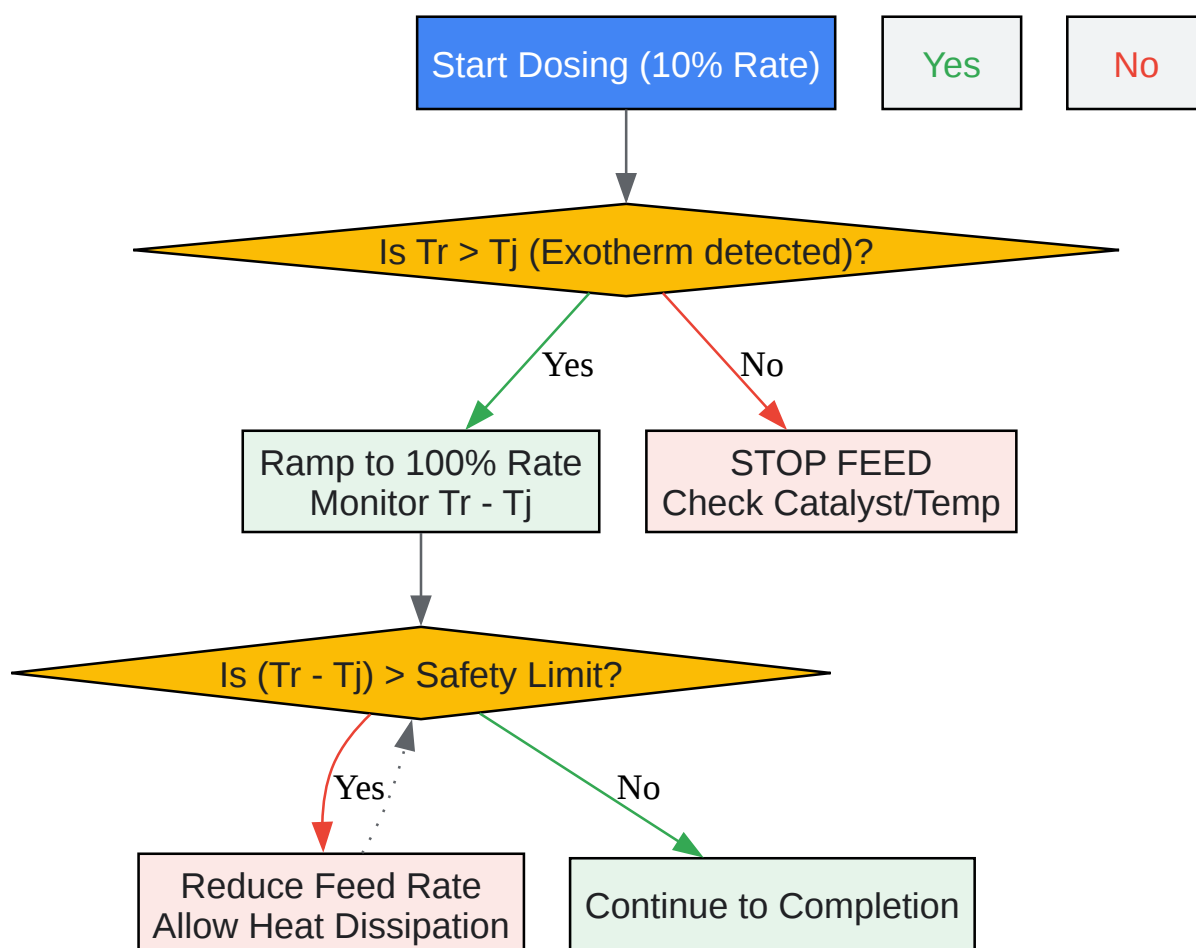 Start Dosing (10% Rate)
Yes
No
Is Tr > Tj (Exotherm detected)?
Yes
No
Ramp to 100% Rate
Monitor Tr - Tj
STOP FEED
Check Catalyst/Temp
Is (Tr - Tj) > Safety Limit?
Yes
No
Reduce Feed Rate
Allow Heat Dissipation
Continue to Completion